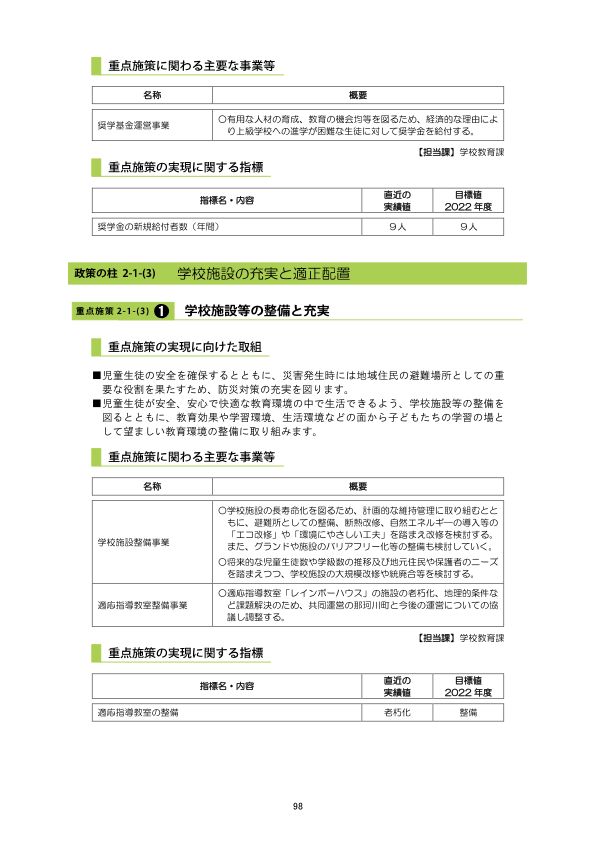 重点施策に関わる主要な事業等
名称 概要
奨学基金運営事業
○有用な人材の育成、教育の機会均等を図るため、経済的な理由によ
り上級学校への進学が困難な生徒に対して奨学金を給付する。
【担当課】学校教育課
重点施策の実現に関する指標
指標名・内容 直近の 目標値
実績値 2022 年度
奨学金の新規給付者数（年間） 9人 9人
政策の柱 2-1-(3) 学校施設の充実と適正配置
重点施策 2-1-(3) ❶ 学校施設等の整備と充実
重点施策の実現に向けた取組
■児童生徒の安全を確保するとともに、災害発生時には地域住民の避難場所としての重
要な役割を果たすため、防災対策の充実を図ります。
■児童生徒が安全、安心で快適な教育環境の中で生活できるよう、学校施設等の整備を
図るとともに、教育効果や学習環境、生活環境などの面から子どもたちの学習の場と
して望ましい教育環境の整備に取り組みます。
重点施策に関わる主要な事業等
名称 概要
学校施設整備事業
○学校施設の長寿命化を図るため、計画的な維持管理に取り組むとと
もに、避難所としての整備、断熱改修、自然エネルギーの導入等の
「エコ改修」や「環境にやさしい工夫」を踏まえ改修を検討する。
また、グランドや施設のバリアフリー化等の整備も検討していく。
○将来的な児童生徒数や学級数の推移及び地元住民や保護者のニーズ
を踏まえつつ、学校施設の大規模改修や統廃合等を検討する。
適応指導教室整備事業
○適応指導教室「レインボーハウス」の施設の老朽化、地理的条件な
ど課題解決のため、共同運営の那珂川町と今後の運営についての協
議し調整する。
【担当課】学校教育課
重点施策の実現に関する指標
指標名・内容 直近の 目標値
実績値 2022 年度
適応指導教室の整備 老朽化 整備
98